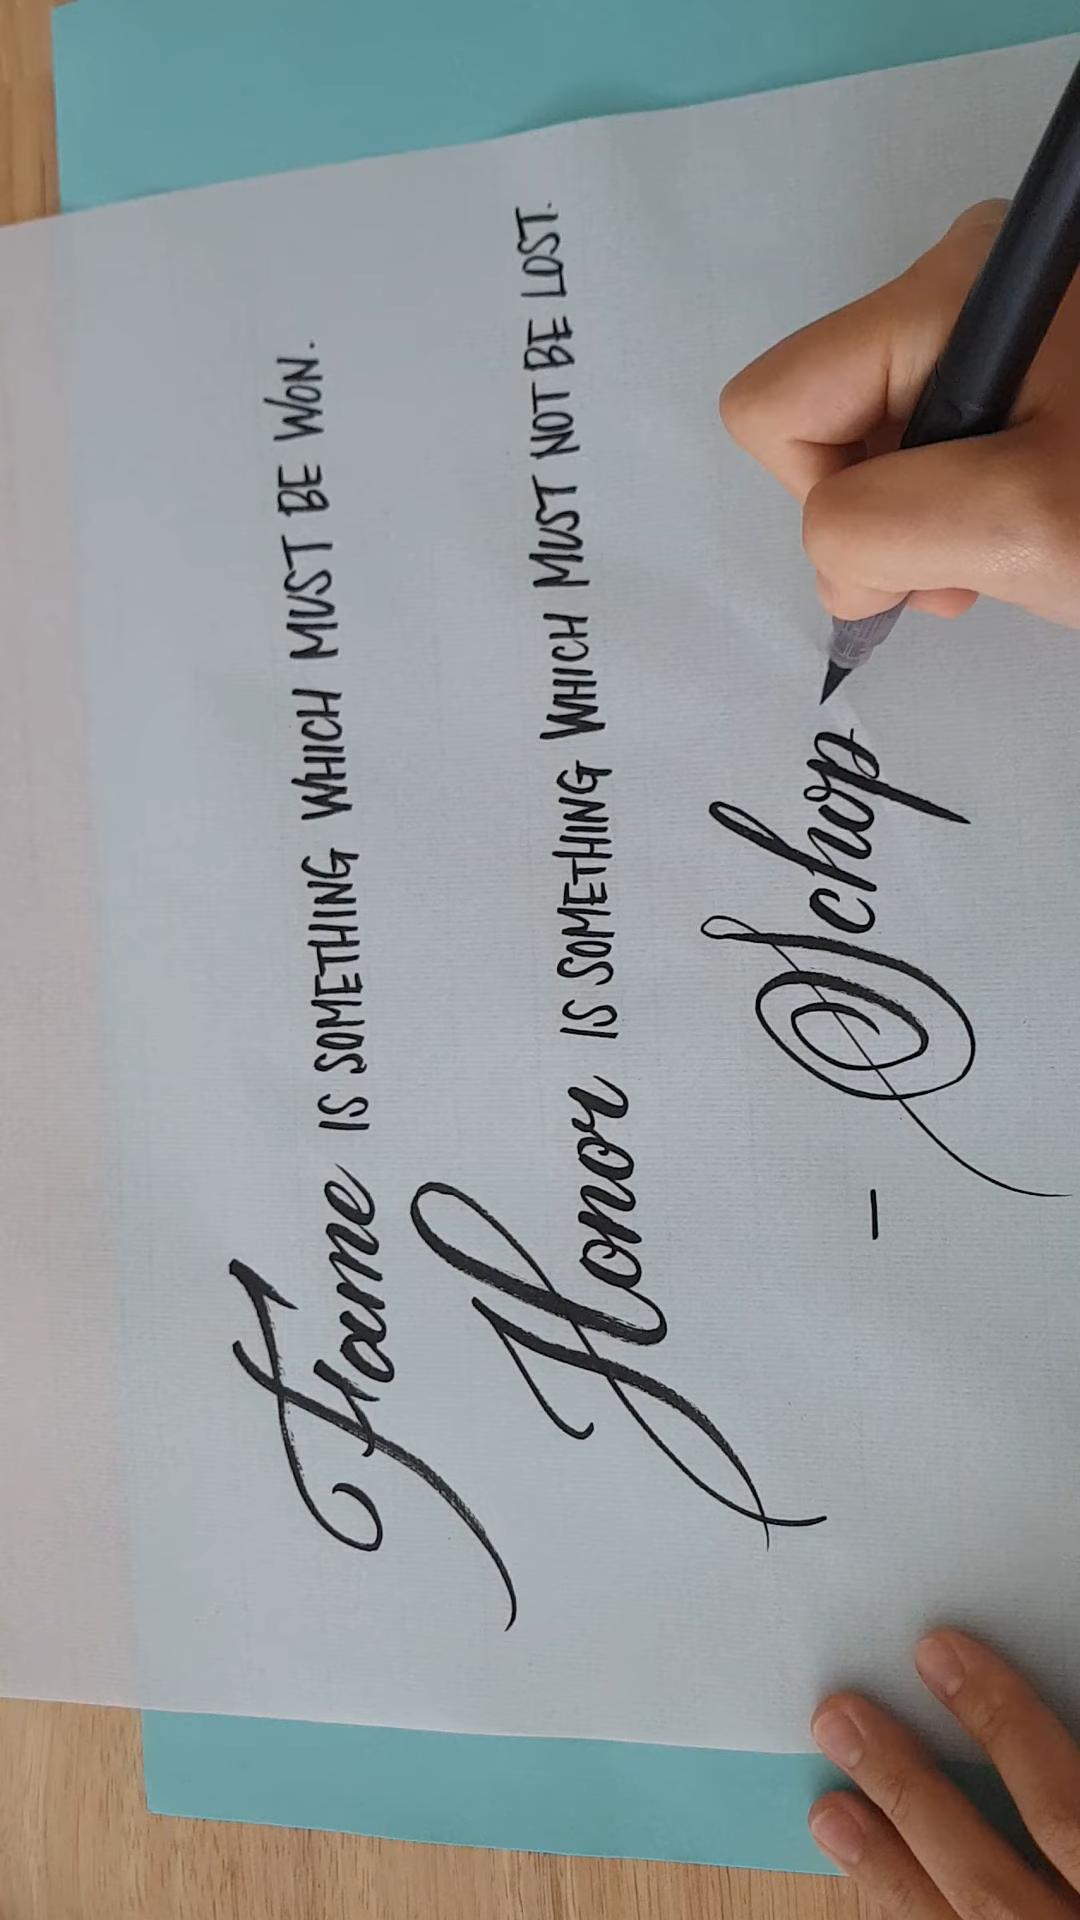 Fame IS SOMETHING WHICH MUST BE WON.
Honor IS SOMETHING WHICH MUST NOT BE LOST.
- Schop